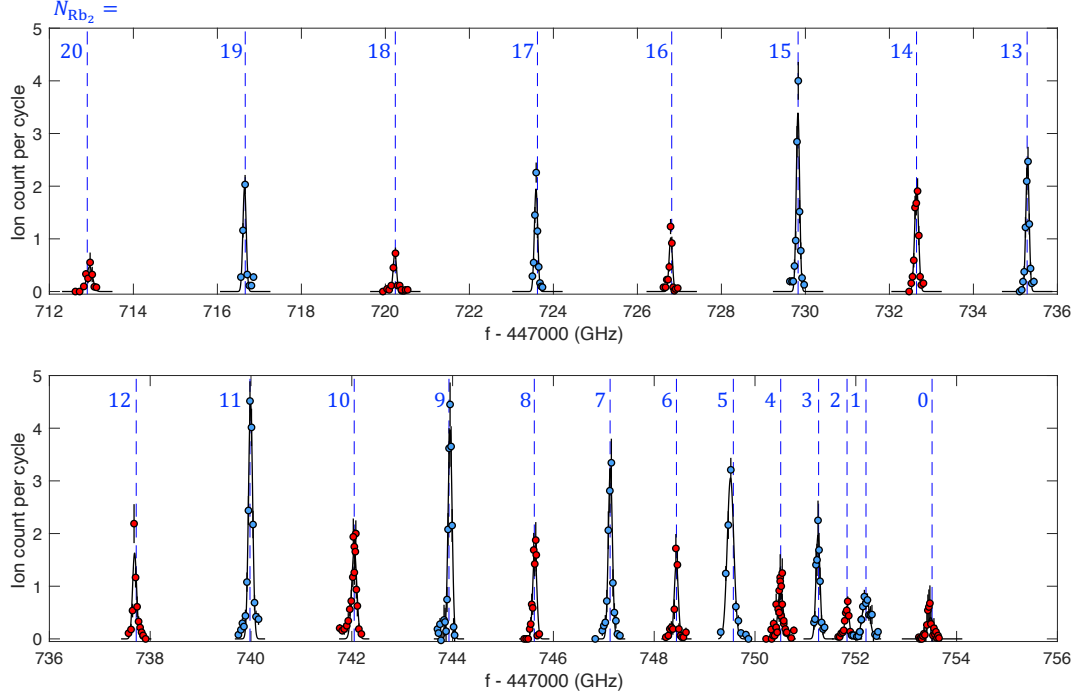 N_Rb₂ =
20 19 18 17 16 15 14 13
Ion count per cycle
5
4
3
2
1
0
712 714 716 718 720 722 724 726 728 730 732 734 736
f - 447000 (GHz)
12 11 10 9 8 7 6 5 4 3 2 1 0
Ion count per cycle
5
4
3
2
1
0
736 738 740 742 744 746 748 750 752 754 756
f - 447000 (GHz)